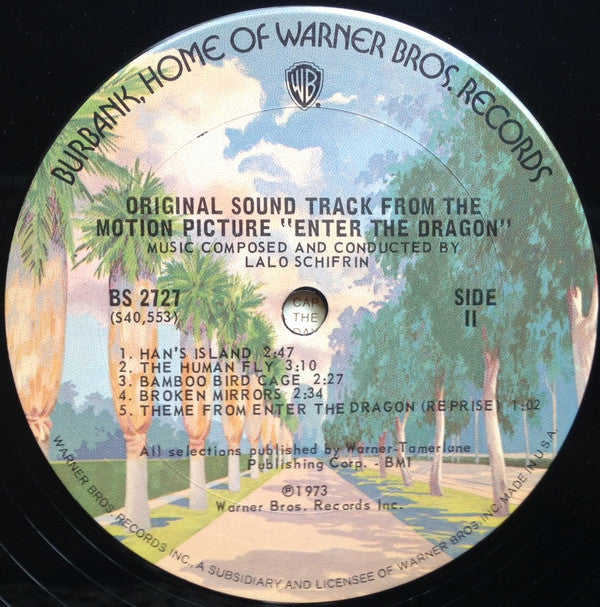 BURBANK, HOME OF WARNER BROS. RECORDS
WB
ORIGINAL SOUND TRACK FROM THE
MOTION PICTURE "ENTER THE DRAGON"
MUSIC COMPOSED AND CONDUCTED BY
LALO SCHIFRIN
BS 2727
(S40,553)
SIDE
II
CAP
THE
1. HAN'S ISLAND 2:47
2. THE HUMAN FLY 3:10
3. BAMBOO BIRD CAGE 2:27
4. BROKEN MIRRORS 2:34
5. THEME FROM ENTER THE DRAGON (REPRISE) 1:02
All selections published by Warner-Tamerlane
Publishing Corp. - BMI
℗1973
Warner Bros. Records Inc.
WARNER BROS. RECORDS INC., A SUBSIDIARY AND LICENSEE OF WARNER BROS. INC. MADE IN U.S.A.